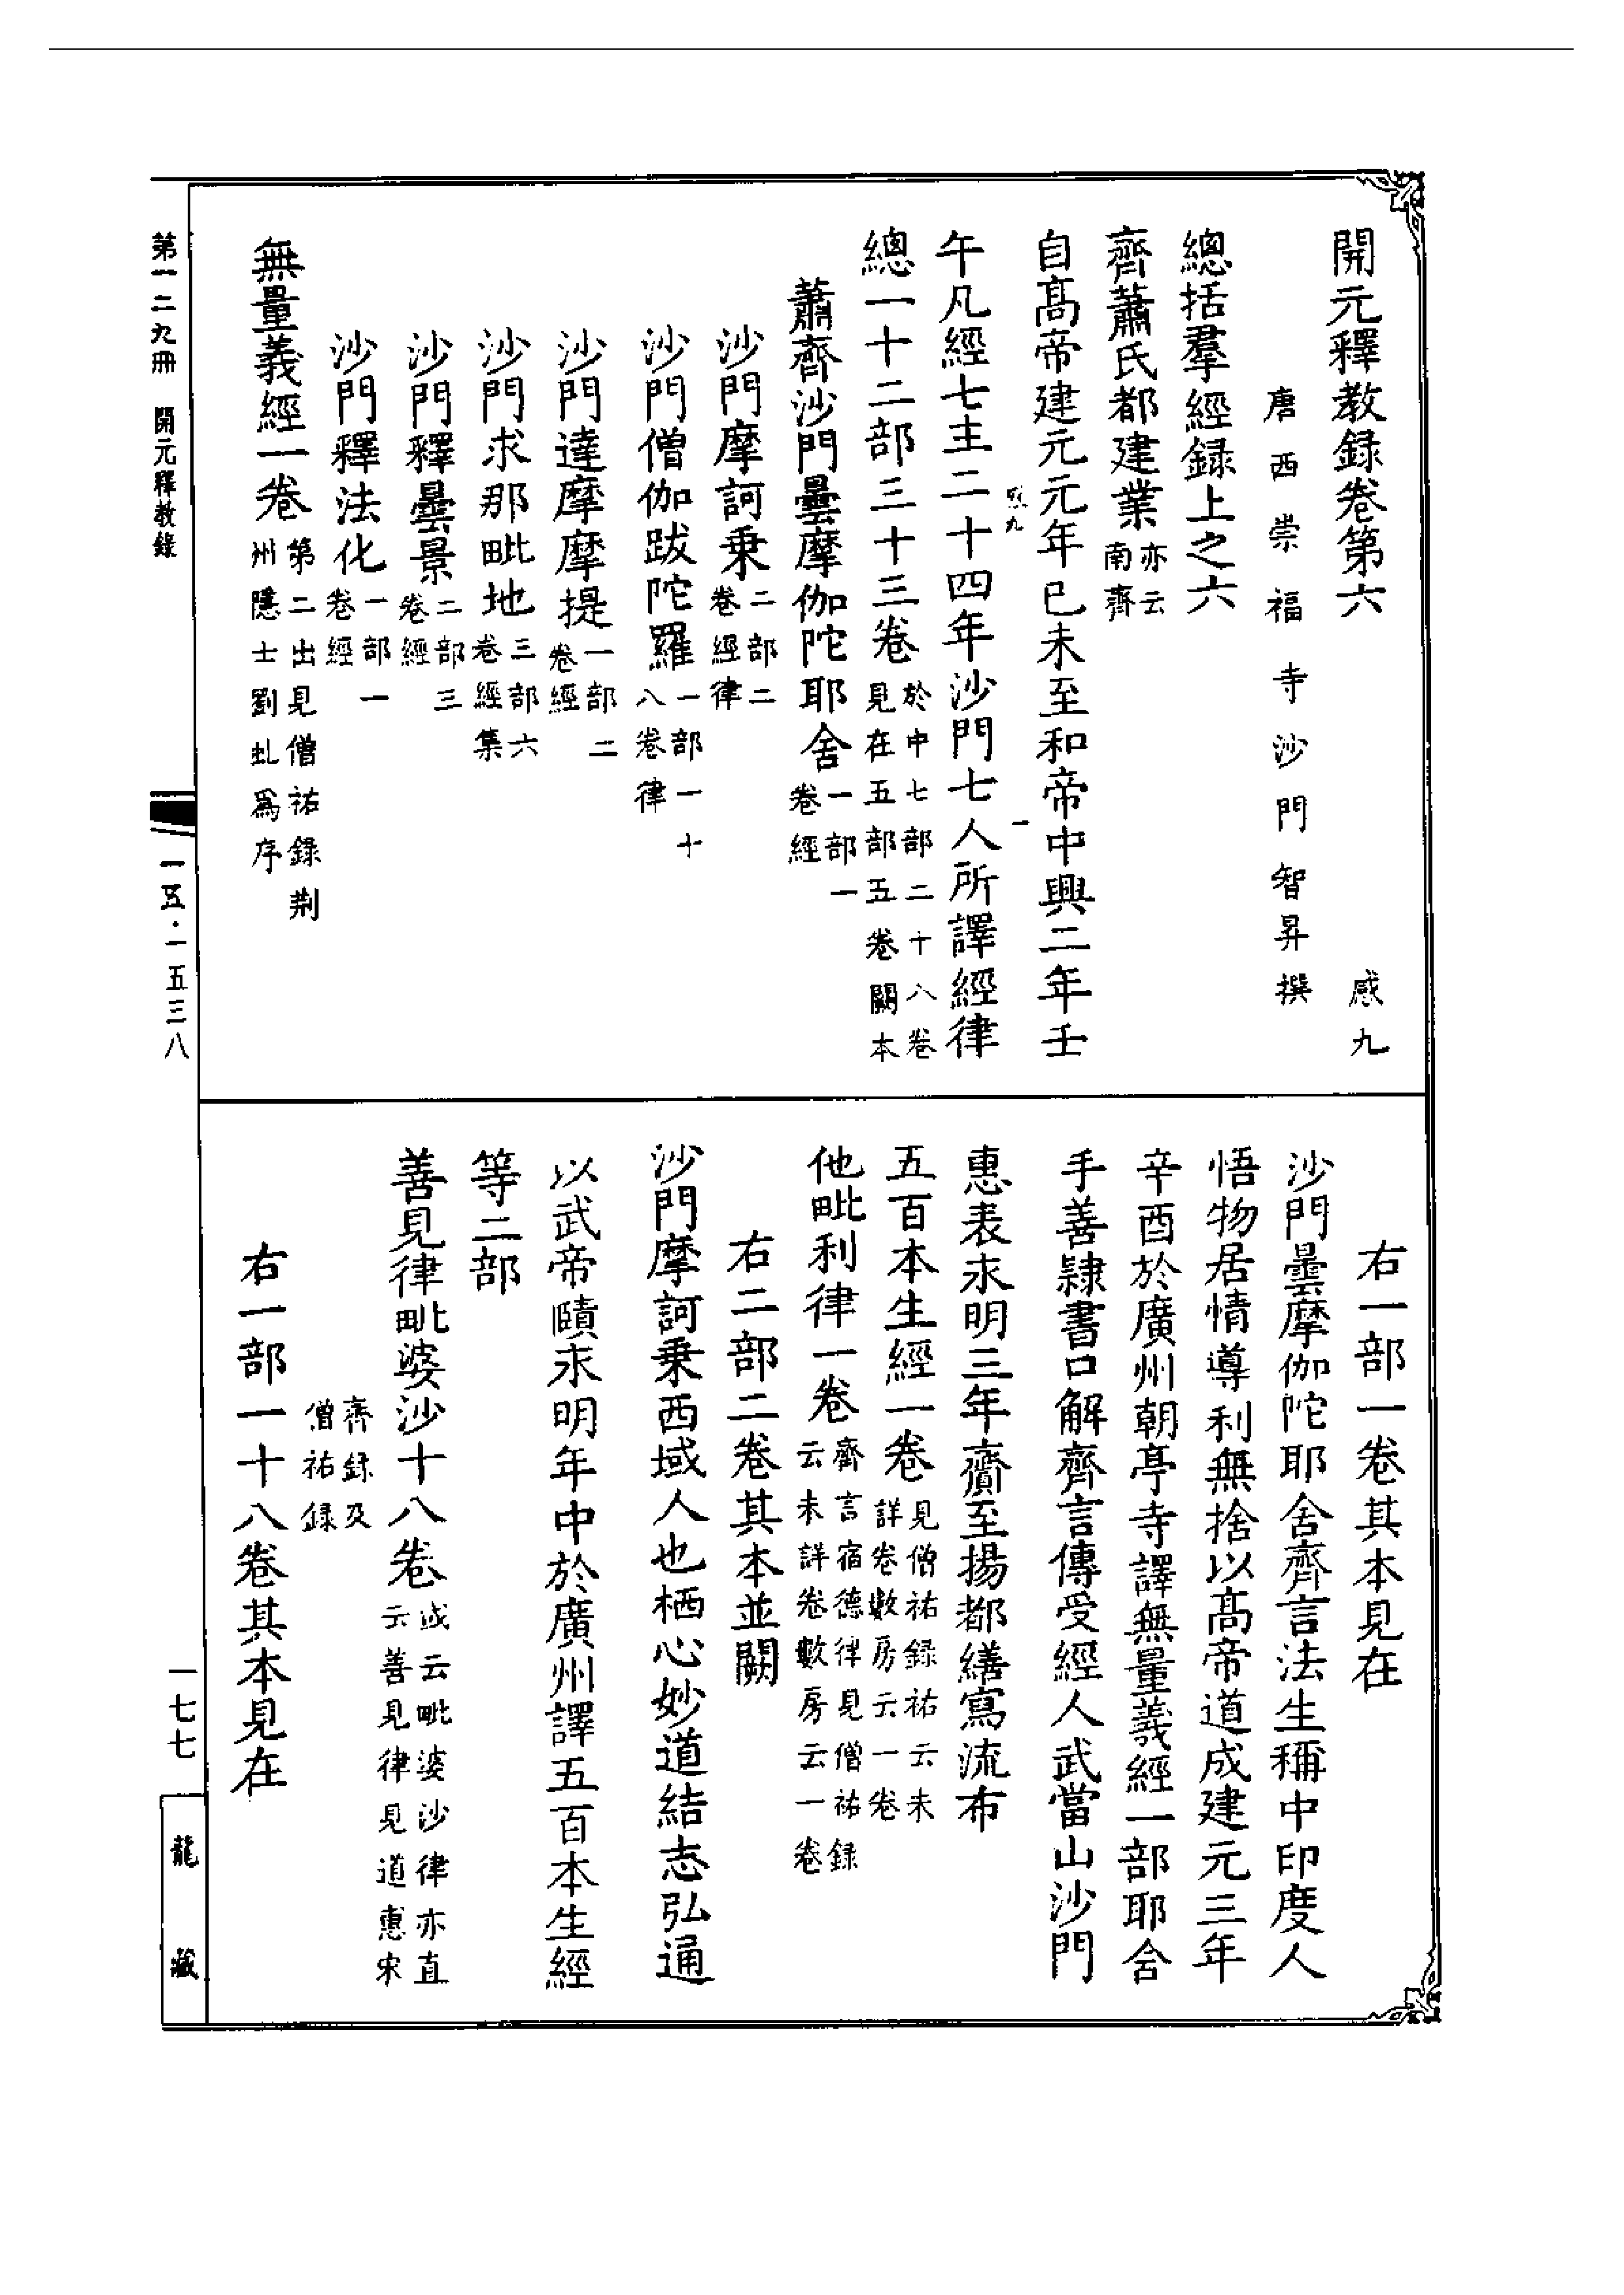 開元釋教録卷第六 感九
唐西崇福寺沙門智昇撰
總括羣經録上之六
齊蕭氏都建業亦云南齊
自髙帝建元元年已未至和帝中興二年壬
午凡經七主二十四年沙門七人所譯經律
總一十二部三十三卷於中七部二十八卷見在五部五卷闕本
蕭齊沙門曇摩伽陀耶舍一部一卷經
沙門摩訶乗二部二卷經律
沙門僧伽跋陀羅一部一十八卷律
沙門達摩摩提一部二卷經
沙門求那毗地三部六卷經集
沙門釋曇景二部三卷經
沙門釋法化一部一卷經
無量義經一卷第二出見僧祐錄荆州隱士劉虬爲序
右一部一卷其本見在
沙門曇摩伽陀耶舍齊言法生稱中印度人
悟物居情導利無捨以髙帝道成建元三年
辛酉於廣州朝亭寺譯無量義經一部耶舍
手善隷書口解齊言傳受經人武當山沙門
惠表永明三年齎至揚都繕寫流布
五百本生經一卷見僧祐録祐云未詳卷數房云一卷
他毗利律一卷齊言宿德律見僧祐錄云未詳卷數房云一卷
右二部二卷其本並闕
沙門摩訶乗西域人也栖心妙道結志弘通
以武帝賾永明年中於廣州譯五百本生經
等二部
善見律毗婆沙十八卷或云毗婆沙律亦直云善見律見道惠宋
齊録及僧祐録
右一部一十八卷其本見在
第一二九冊 開元釋教錄
一五·一五三八
一七七
龍藏